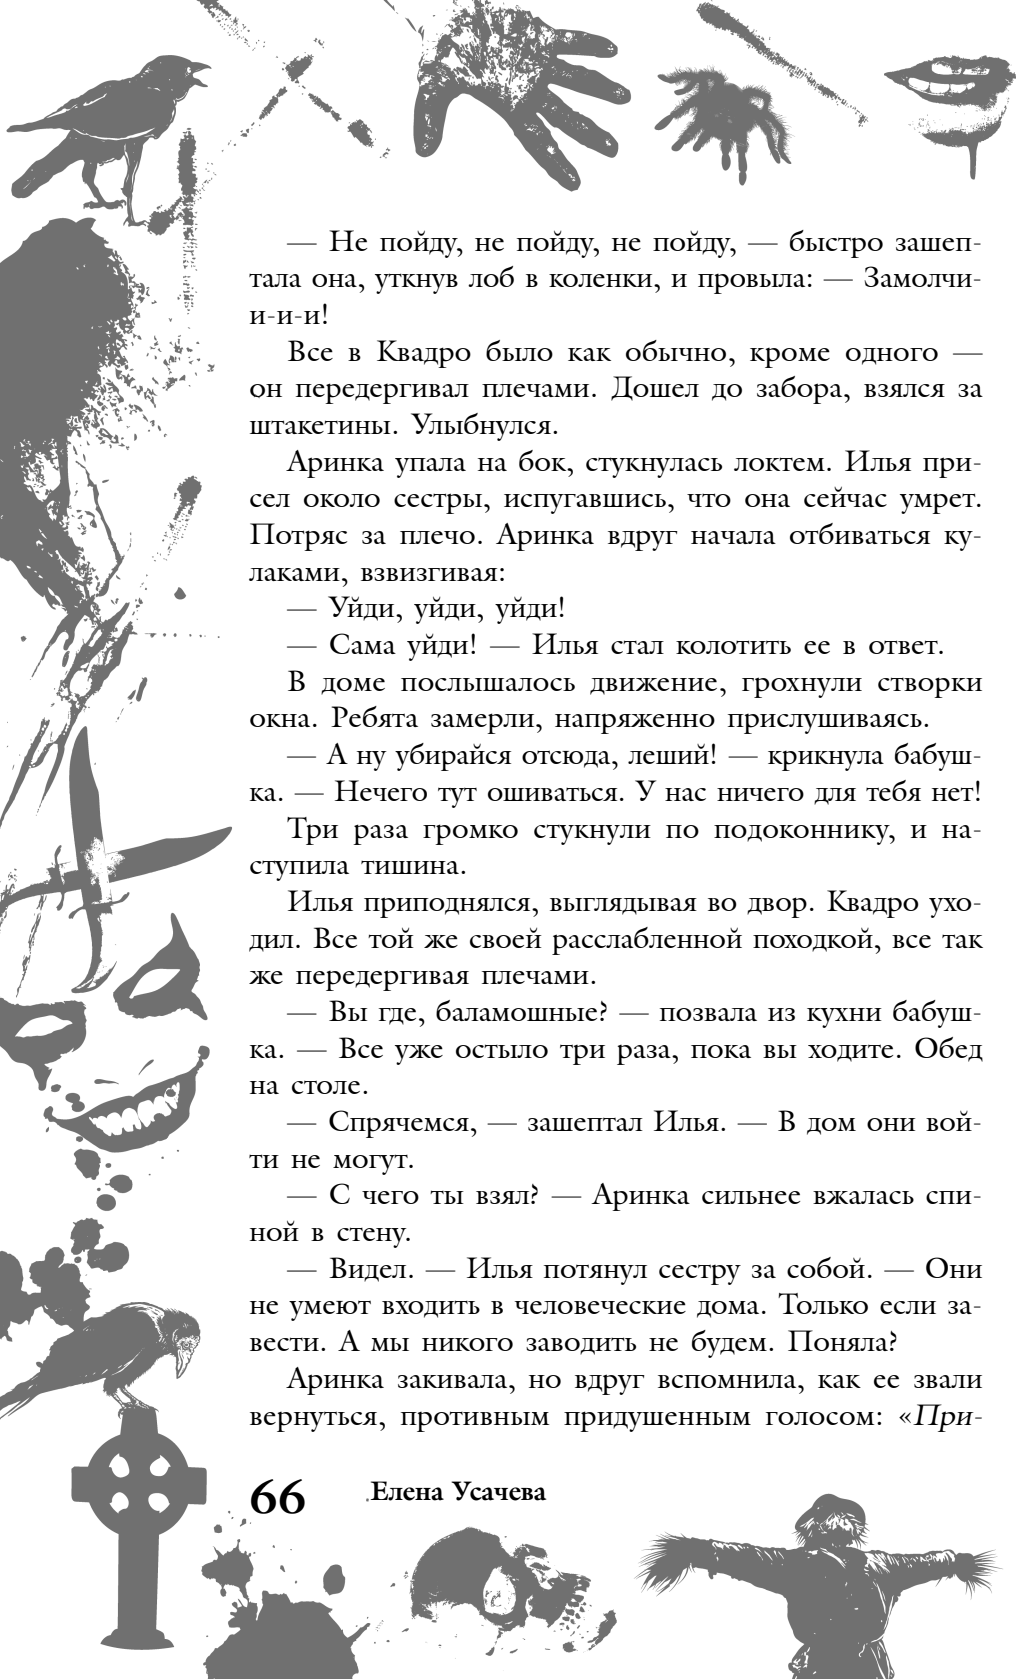 — Не пойду, не пойду, не пойду, — быстро зашеп-
тала она, уткнув лоб в коленки, и провыла: — Замолчи-
и-и-и!
Все в Квадро было как обычно, кроме одного —
он передергивал плечами. Дошел до забора, взялся за
штакетины. Улыбнулся.
Аринка упала на бок, стукнулась локтем. Илья при-
сел около сестры, испугавшись, что она сейчас умрет.
Потряс за плечо. Аринка вдруг начала отбиваться ку-
лаками, взвизгивая:
— Уйди, уйди, уйди!
— Сама уйди! — Илья стал колотить ее в ответ.
В доме послышалось движение, грохнули створки
окна. Ребята замерли, напряженно прислушиваясь.
— А ну убирайся отсюда, леший! — крикнула бабуш-
ка. — Нечего тут ошиваться. У нас ничего для тебя нет!
Три раза громко стукнули по подоконнику, и на-
ступила тишина.
Илья приподнялся, выглядывая во двор. Квадро ухо-
дил. Все той же своей расслабленной походкой, все так
же передергивая плечами.
— Вы где, баламошные? — позвала из кухни бабуш-
ка. — Все уже остыло три раза, пока вы ходите. Обед
на столе.
— Спрячемся, — зашептал Илья. — В дом они вой-
ти не могут.
— С чего ты взял? — Аринка сильнее вжалась спи-
ной в стену.
— Видел. — Илья потянул сестру за собой. — Они
не умеют входить в человеческие дома. Только если за-
вести. А мы никого заводить не будем. Поняла?
Аринка закивала, но вдруг вспомнила, как ее звали
вернуться, противным придушенным голосом: «При-
66 Елена Усачева